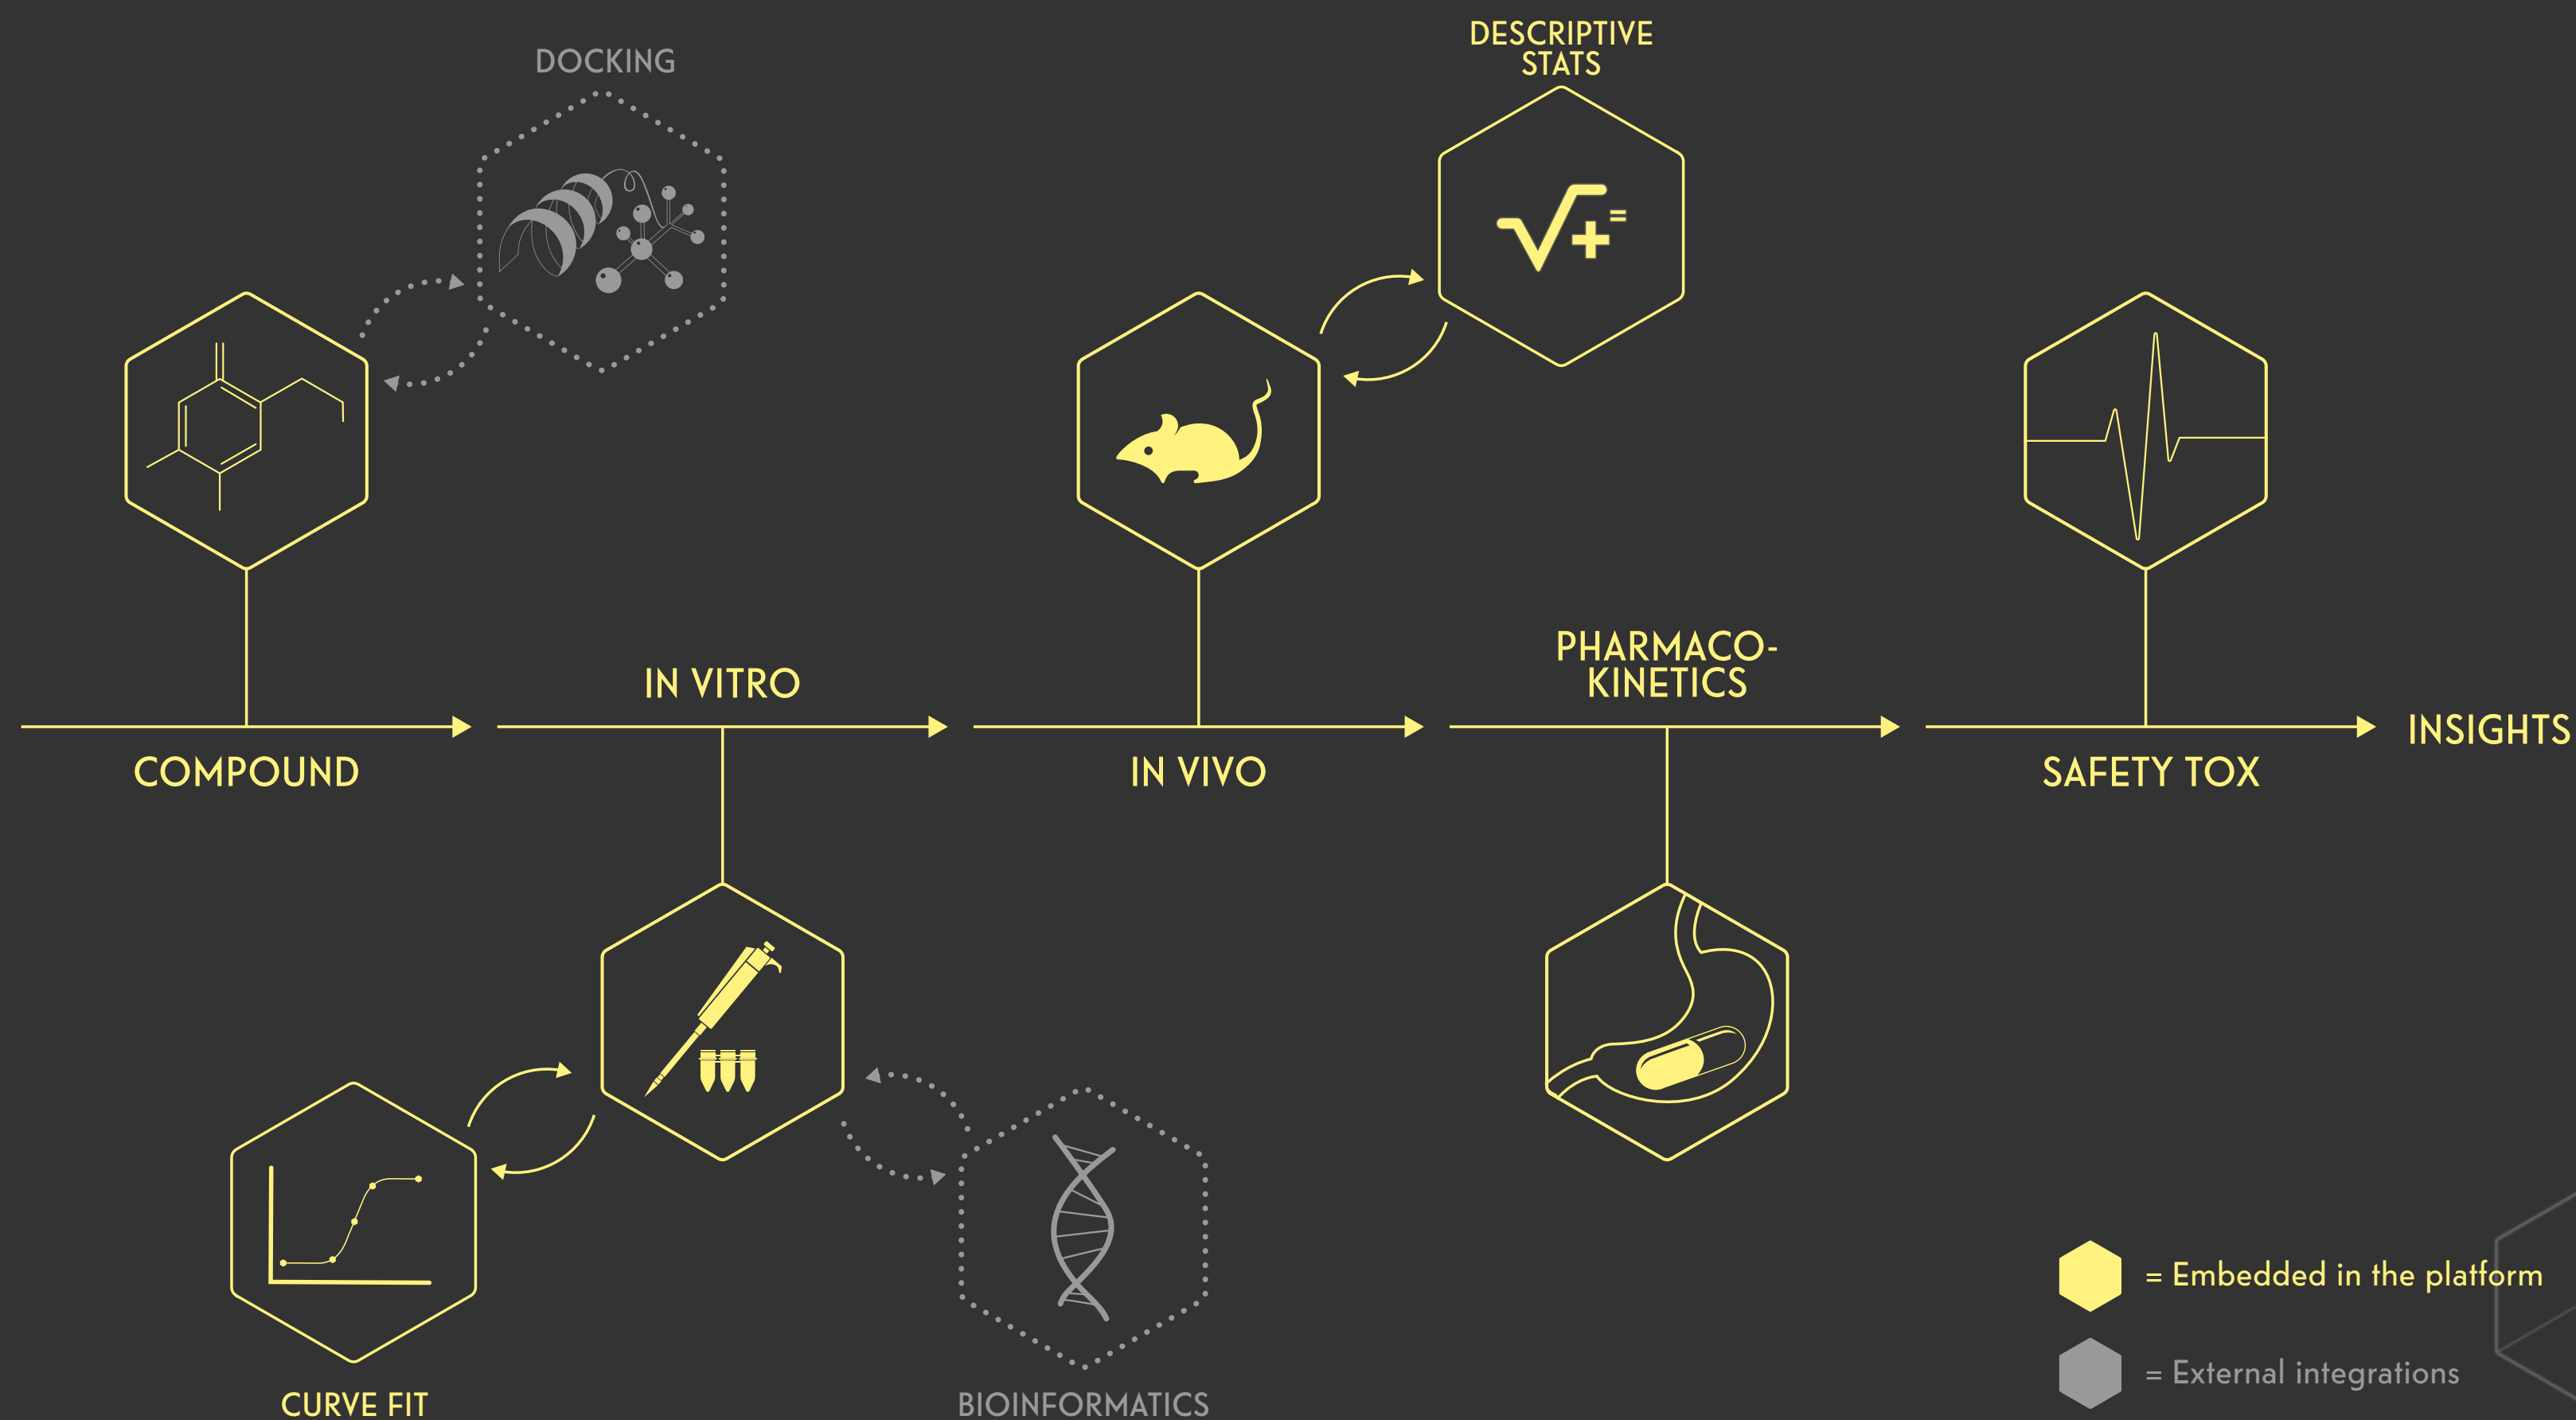 DESCRIPTIVE
STATS
DOCKING
PHARMACO-
KINETICS
IN VITRO
INSIGHTS
COMPOUND
IN VIVO
SAFETY TOX
= Embedded in the platform
= External integrations
CURVE FIT
BIOINFORMATICS